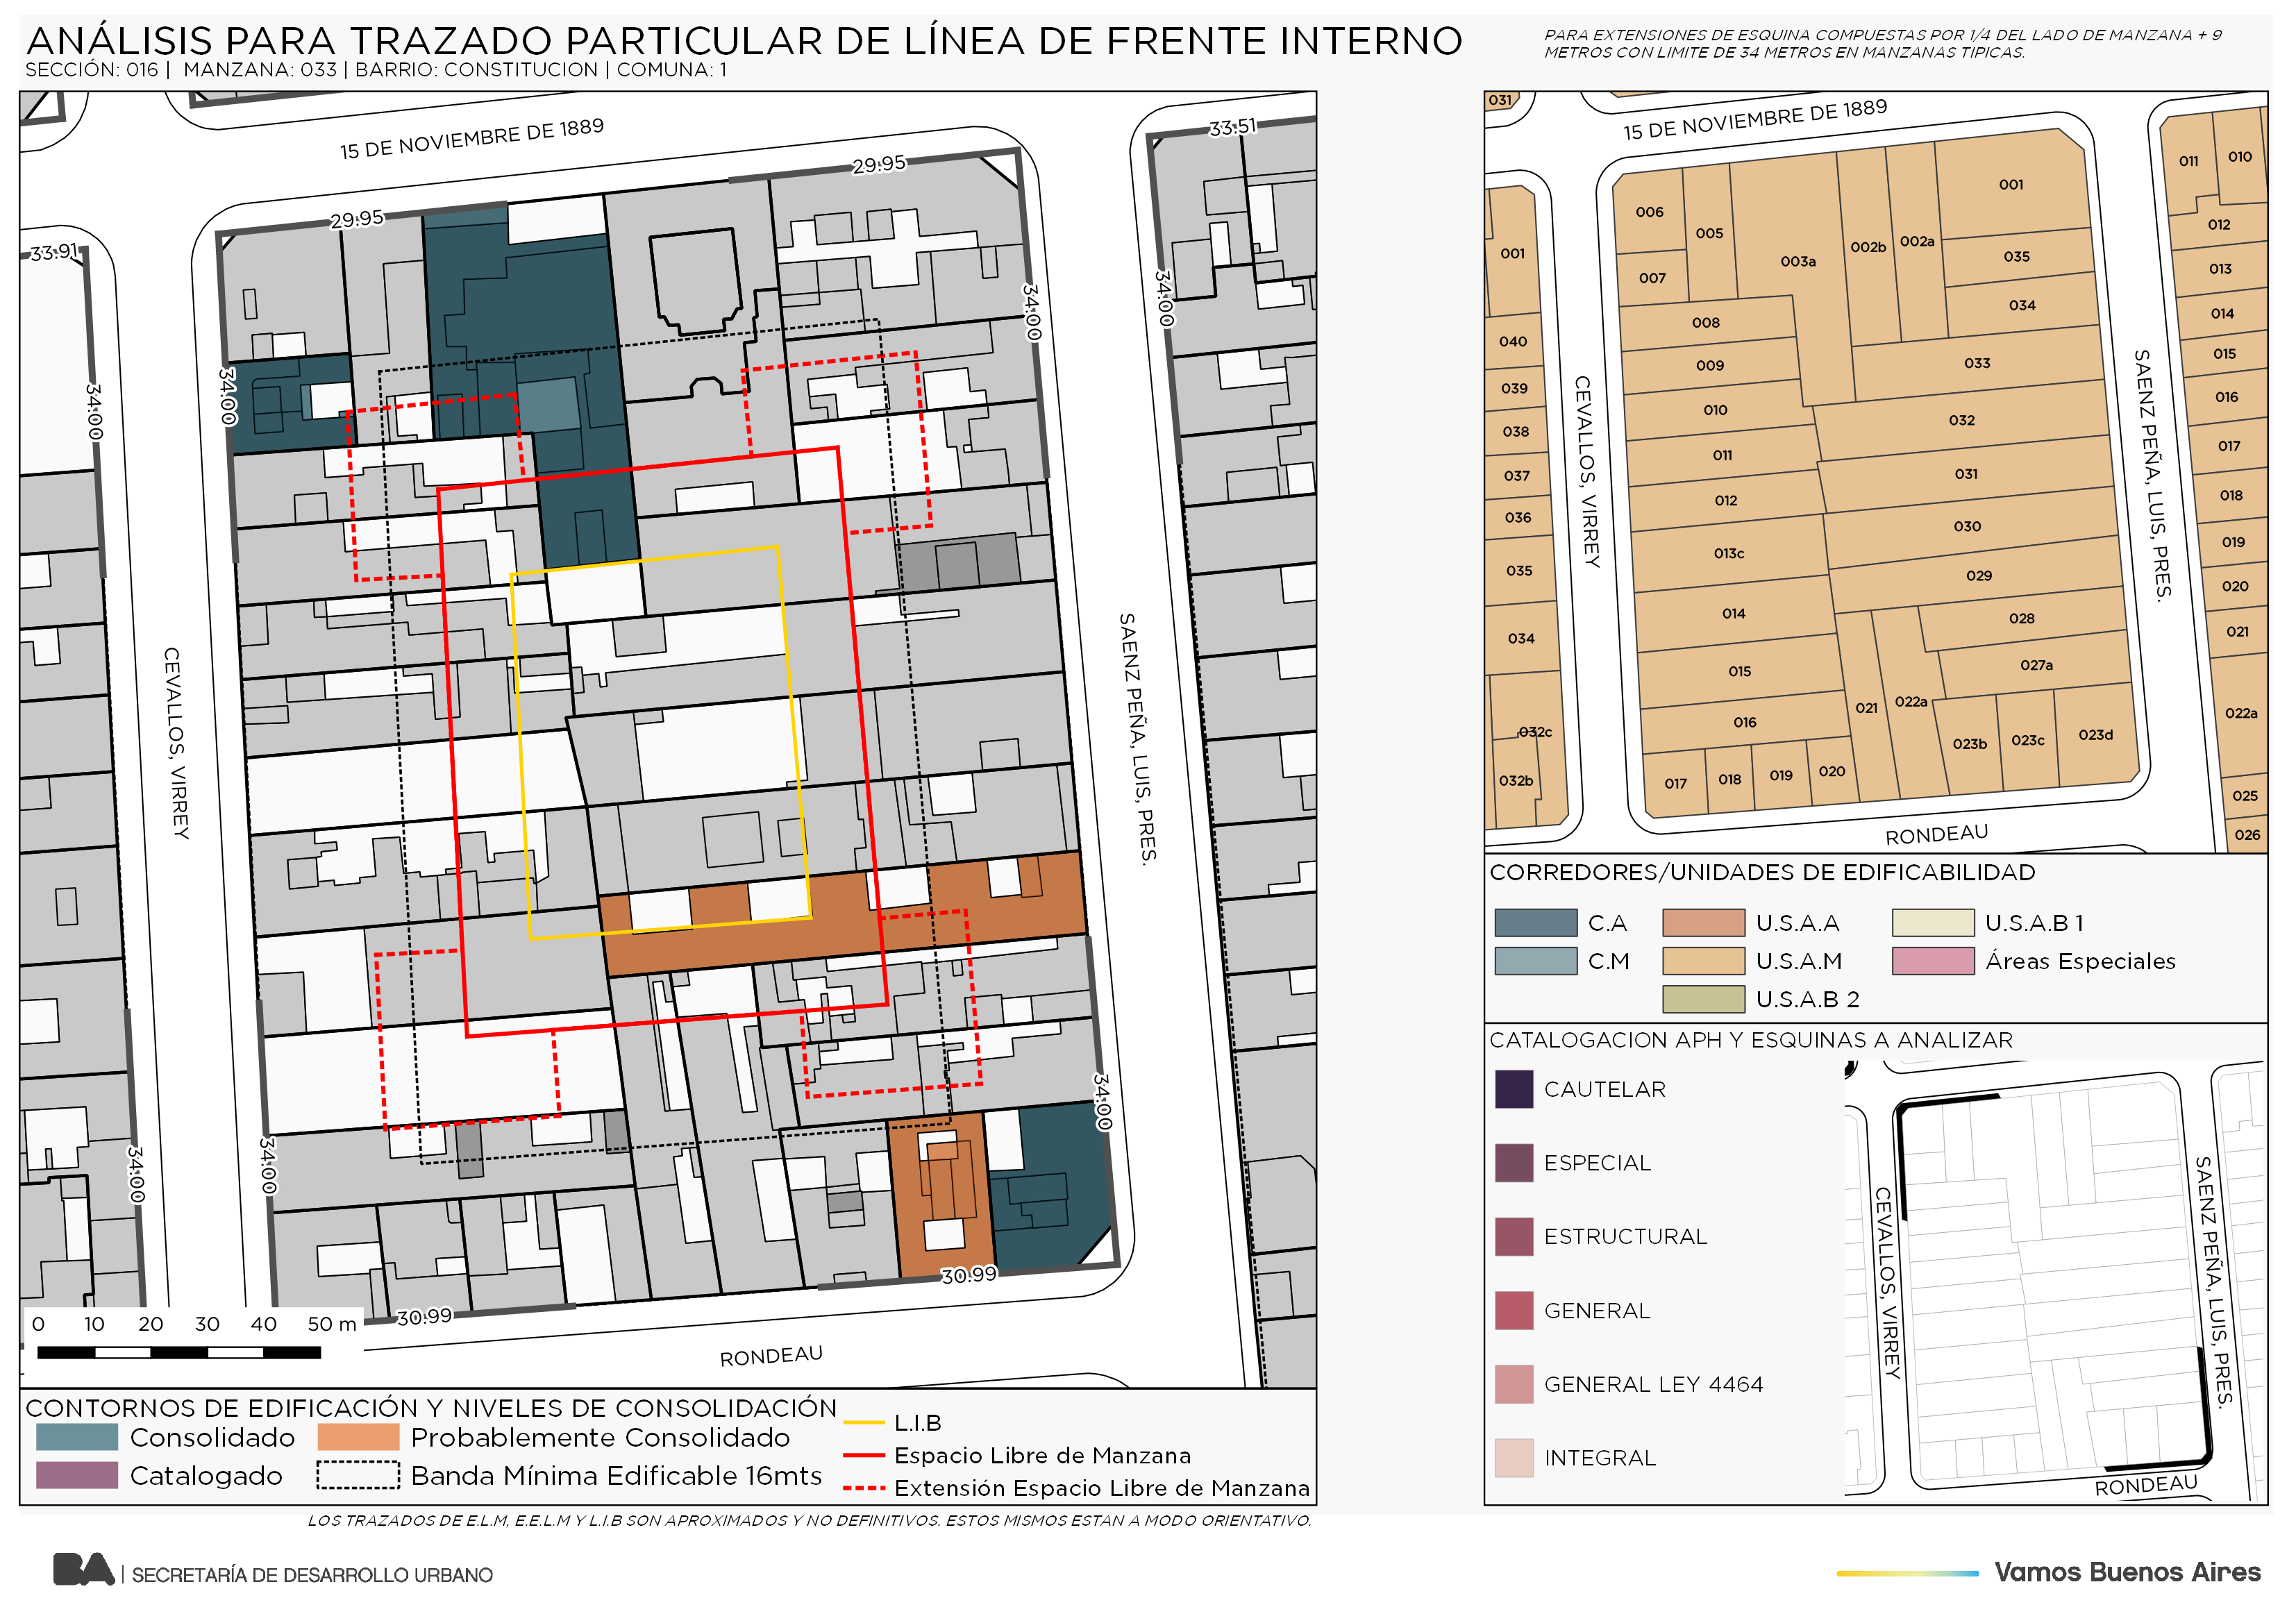 ANÁLISIS PARA TRAZADO PARTICULAR DE LÍNEA DE FRENTE INTERNO
SECCIÓN: 016 | MANZANA: 033 | BARRIO: CONSTITUCION | COMUNA: 1
PARA EXTENSIONES DE ESQUINA COMPUESTAS POR 1/4 DEL LADO DE MANZANA + 9
METROS CON LIMITE DE 34 METROS EN MANZANAS TIPICAS.
15 DE NOVIEMBRE DE 1889
33.51
29.95
29.95
33.91
34.00
34.00
34.00
34.00
CEVALLOS, VIRREY
SAENZ PEÑA, LUIS, PRES.
34.00
34.00
34.00
30.99
30.99
RONDEAU
0 10 20 30 40 50 m
CONTORNOS DE EDIFICACIÓN Y NIVELES DE CONSOLIDACIÓN
Consolidado
Probablemente Consolidado
Catalogado
Banda Mínima Edificable 16mts
L.I.B
Espacio Libre de Manzana
Extensión Espacio Libre de Manzana
LOS TRAZADOS DE E.L.M, E.E.L.M Y L.I.B SON APROXIMADOS Y NO DEFINITIVOS. ESTOS MISMOS ESTAN A MODO ORIENTATIVO.
031
15 DE NOVIEMBRE DE 1889
011
010
001
006
005
002b
002a
003a
007
008
009
010
011
012
013c
014
015
016
017
018
019
020
021
022a
023b
023c
023d
027a
028
029
030
031
032
033
034
035
001
040
039
038
037
036
035
034
032c
032b
012
013
014
015
016
017
018
019
020
021
022a
025
026
CEVALLOS, VIRREY
SAENZ PEÑA, LUIS, PRES.
RONDEAU
CORREDORES/UNIDADES DE EDIFICABILIDAD
C.A
U.S.A.A
U.S.A.B 1
C.M
U.S.A.M
Áreas Especiales
U.S.A.B 2
CATALOGACION APH Y ESQUINAS A ANALIZAR
CAUTELAR
ESPECIAL
ESTRUCTURAL
GENERAL
GENERAL LEY 4464
INTEGRAL
CEVALLOS, VIRREY
SAENZ PEÑA, LUIS, PRES.
RONDEAU
BA | SECRETARÍA DE DESARROLLO URBANO
Vamos Buenos Aires